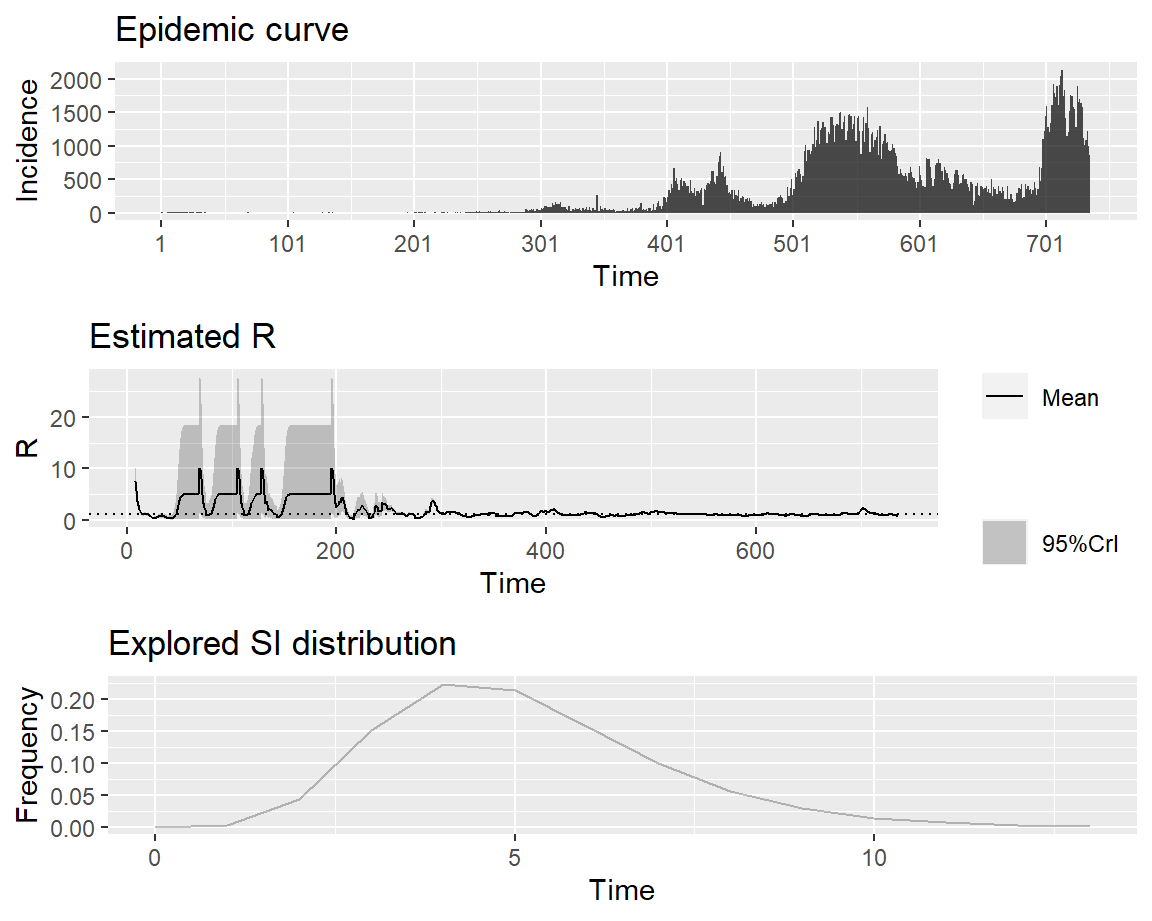 Epidemic curve
Incidence
2000
1500
1000
500
0
1 101 201 301 401 501 601 701
Time
Estimated R
R
20
10
0
0 200 400 600
Time
Mean
95%CrI
Explored SI distribution
Frequency
0.20
0.15
0.10
0.05
0.00
0 5 10
Time